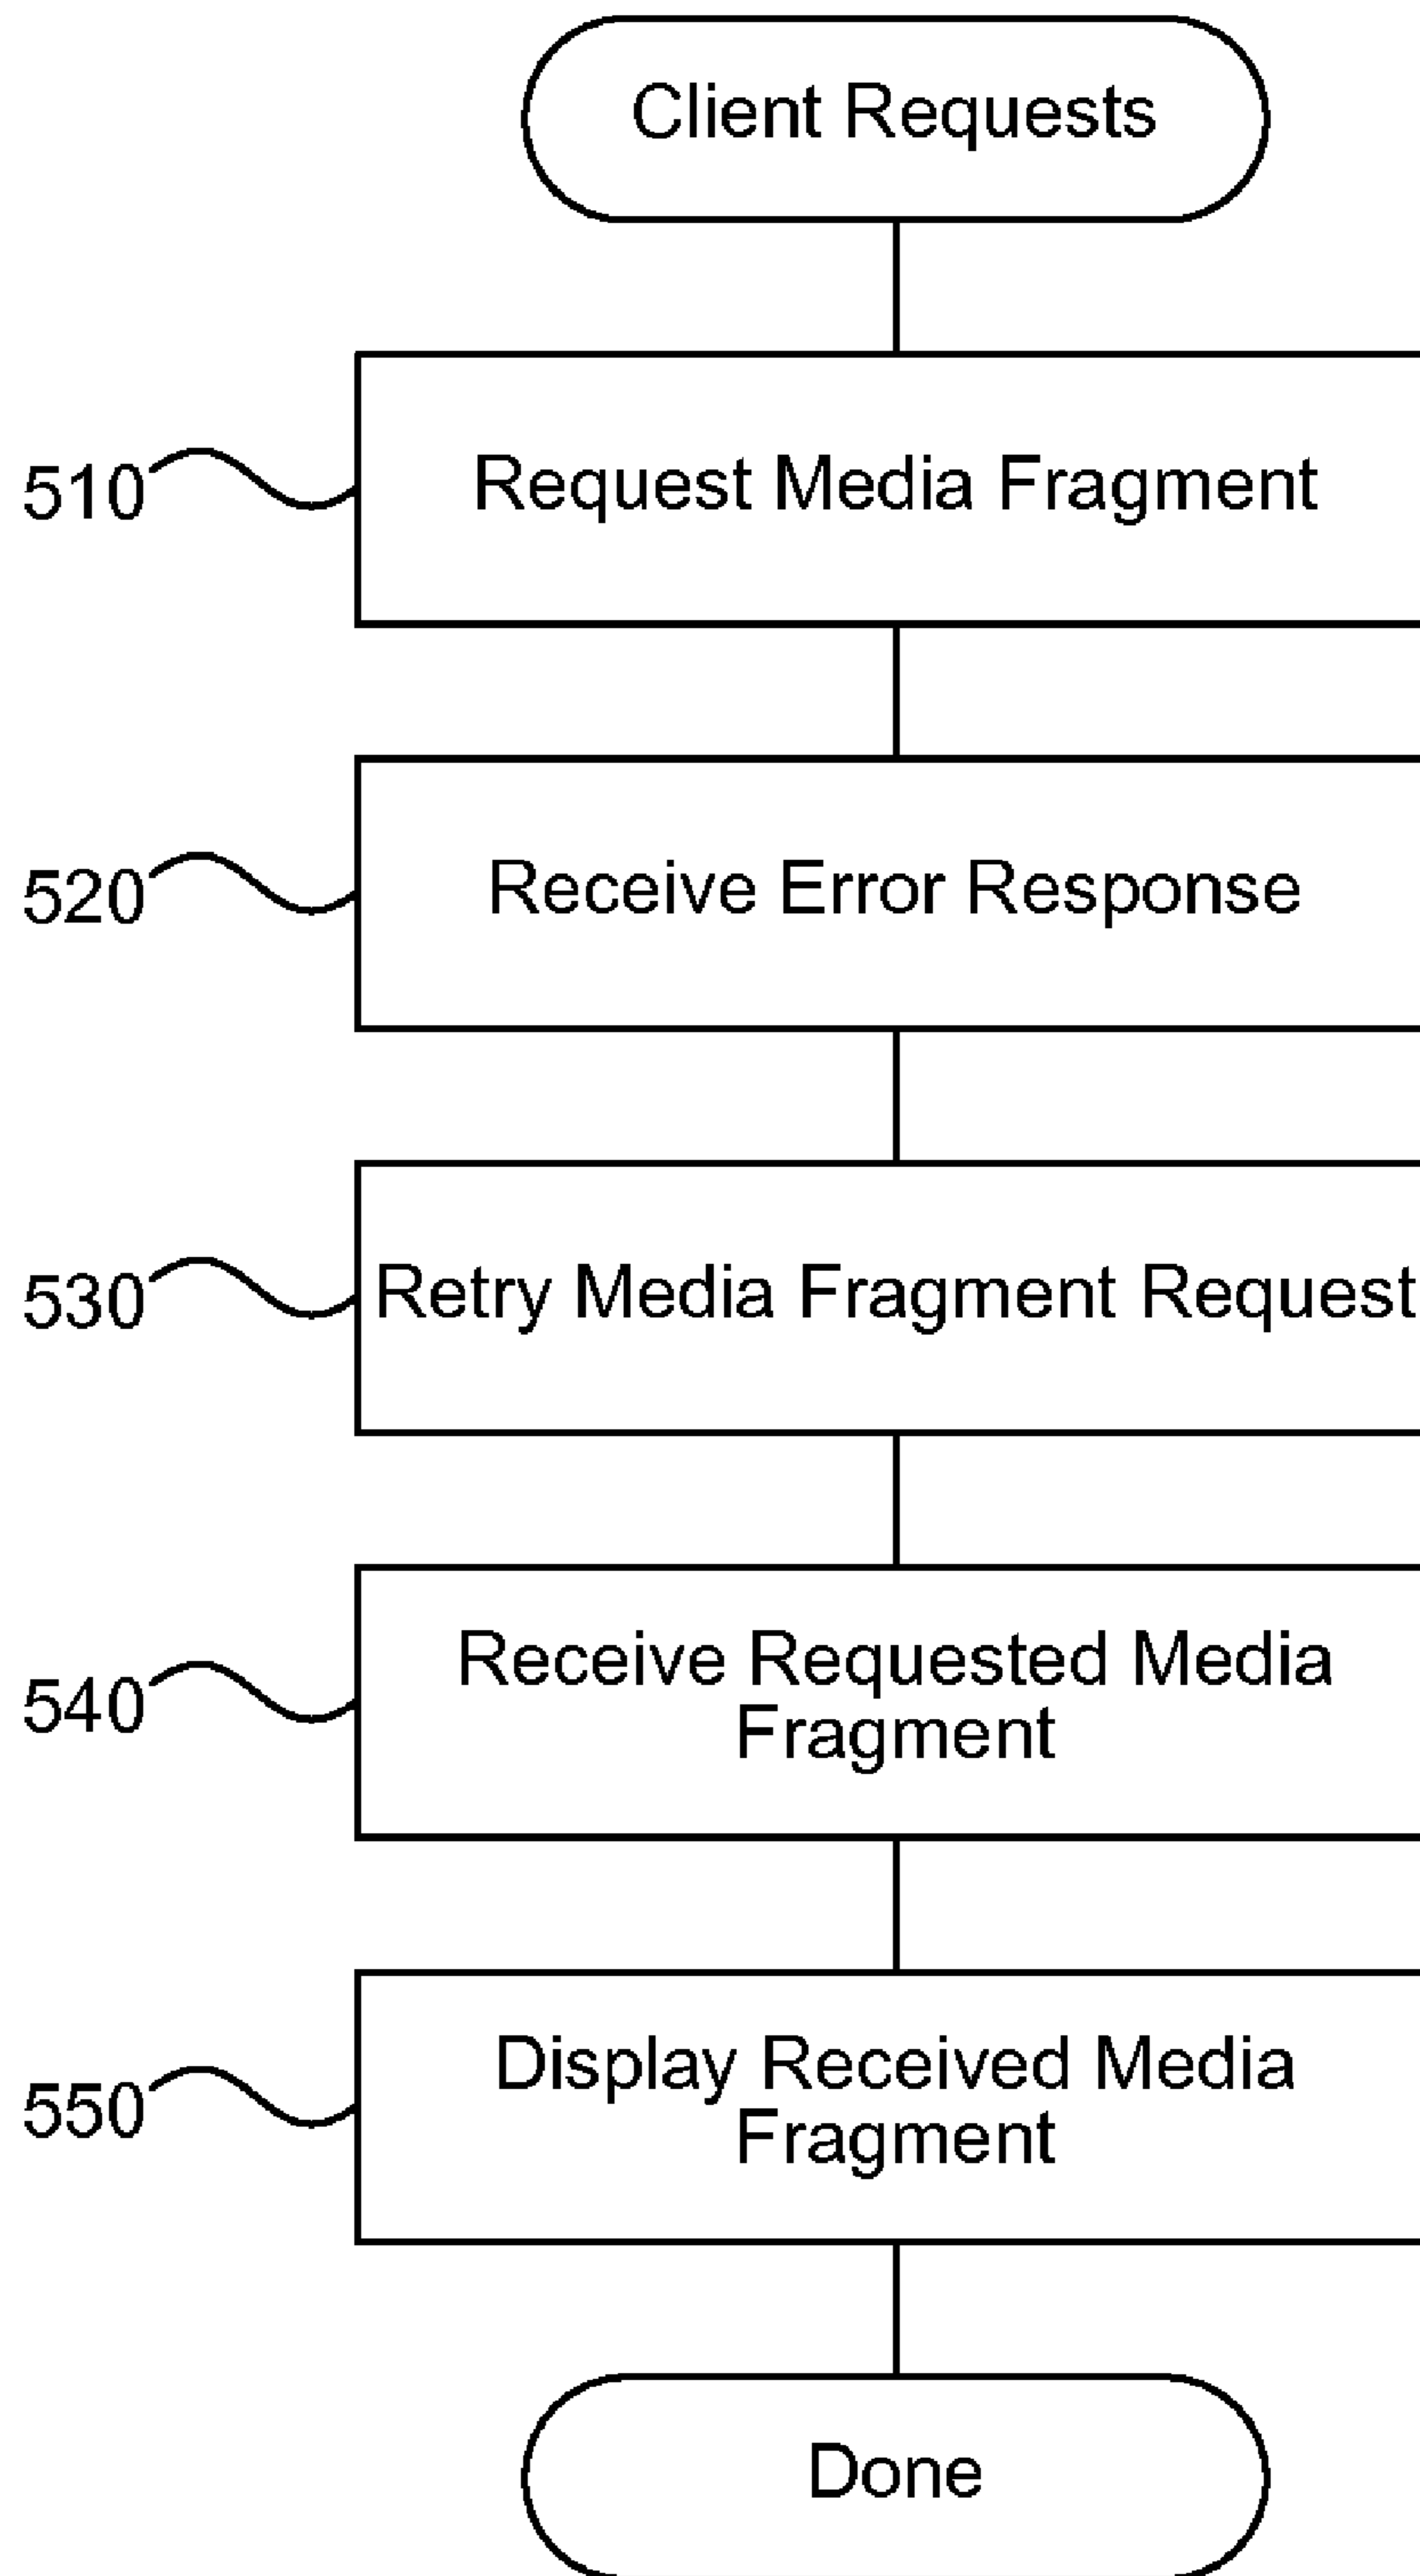 Client Requests
510
Request Media Fragment
520
Receive Error Response
530
Retry Media Fragment Request
540
Receive Requested Media
Fragment
550
Display Received Media
Fragment
Done